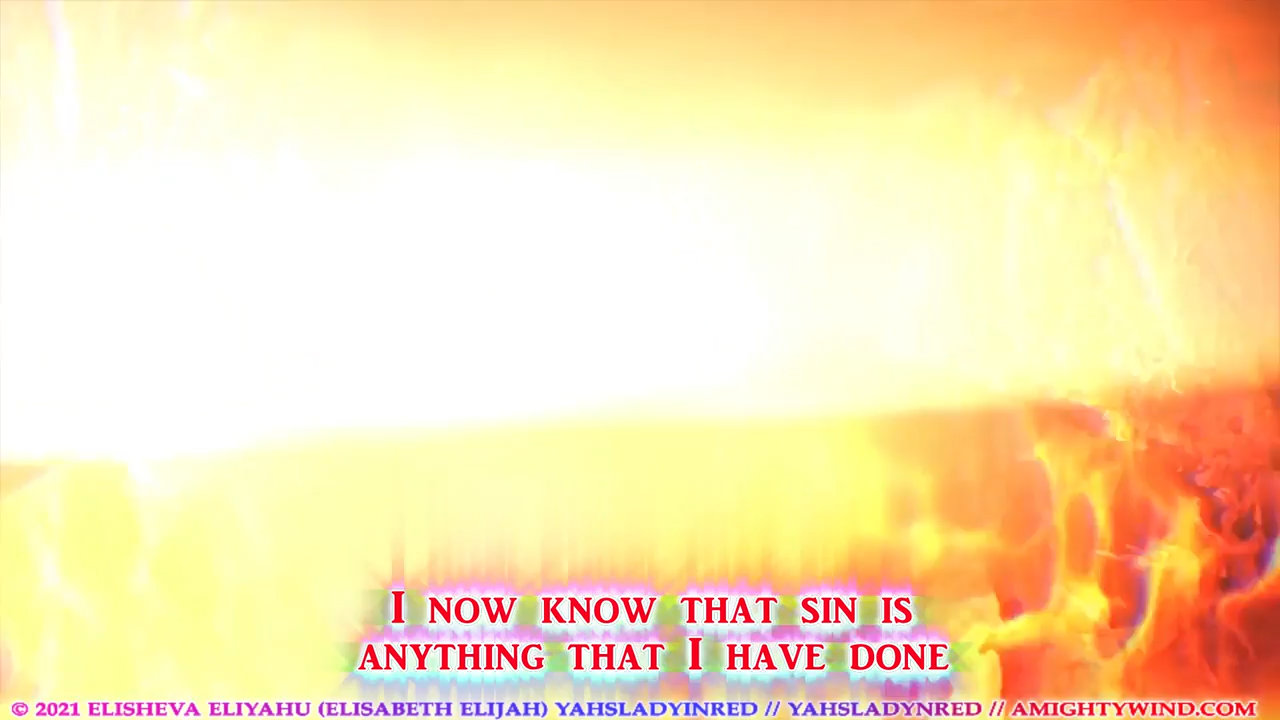 I NOW KNOW THAT SIN IS
ANYTHING THAT I HAVE DONE
© 2021 ELISHEVA ELIYAHU (ELISABETH ELIJAH) YAHSLADYINRED // YAHSLADYNRED // AMIGHTYWIND.COM